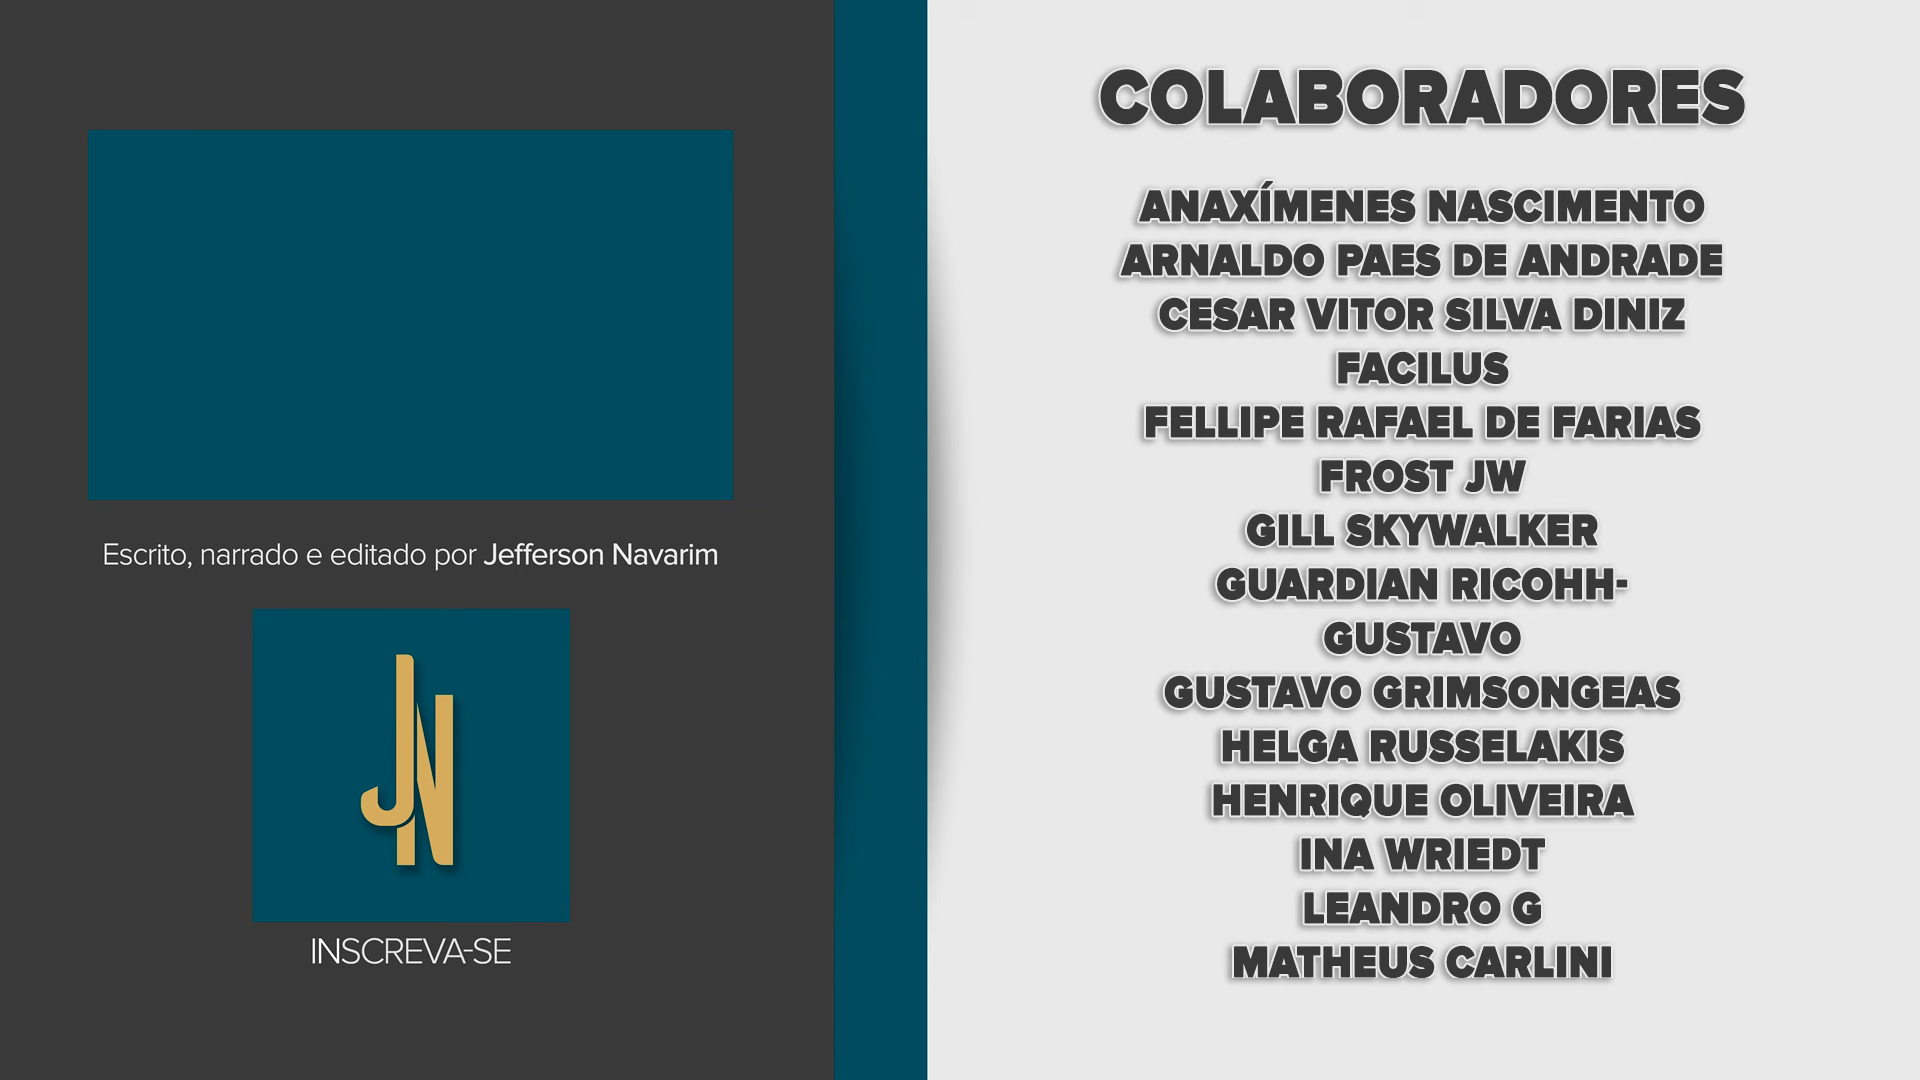 Escrito, narrado e editado por Jefferson Navarim
JN
INSCREVA-SE
COLABORADORES
ANAXÍMENES NASCIMENTO
ARNALDO PAES DE ANDRADE
CESAR VITOR SILVA DINIZ
FACILUS
FELLIPE RAFAEL DE FARIAS
FROST JW
GILL SKYWALKER
GUARDIAN RICOHH-
GUSTAVO
GUSTAVO GRIMSONGEAS
HELGA RUSSELAKIS
HENRIQUE OLIVEIRA
INA WRIEDT
LEANDRO G
MATHEUS CARLINI